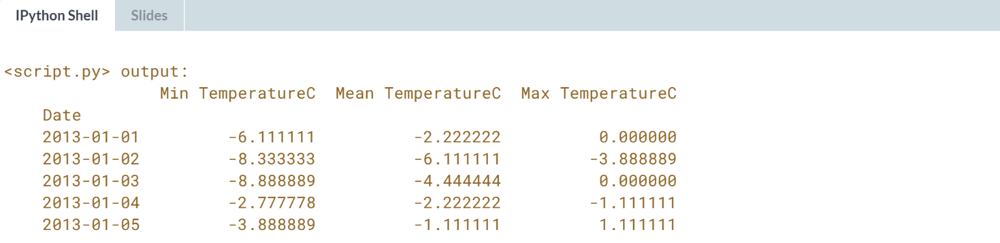 IPython Shell Slides
<script.py> output:
Min TemperatureC Mean TemperatureC Max TemperatureC
Date
2013-01-01 -6.111111 -2.222222 0.000000
2013-01-02 -8.333333 -6.111111 -3.888889
2013-01-03 -8.888889 -4.444444 0.000000
2013-01-04 -2.777778 -2.222222 -1.111111
2013-01-05 -3.888889 -1.111111 1.111111